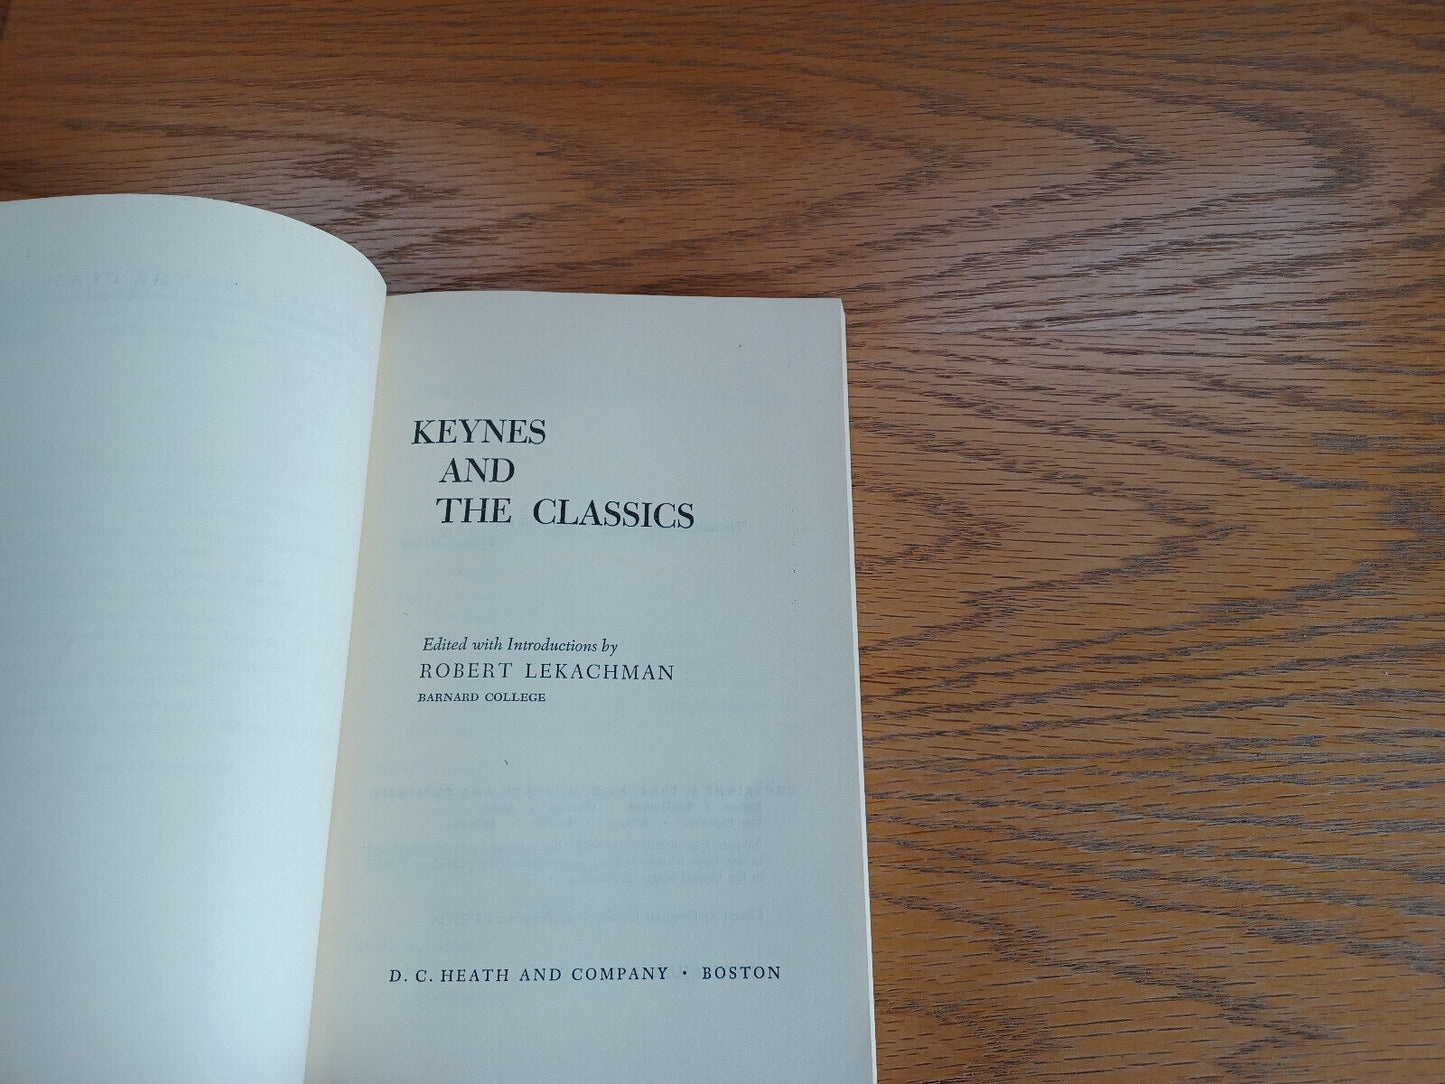 KEYNES
AND
THE CLASSICS
Edited with Introductions by
ROBERT LEKACHMAN
BARNARD COLLEGE
D. C. HEATH AND COMPANY · BOSTON